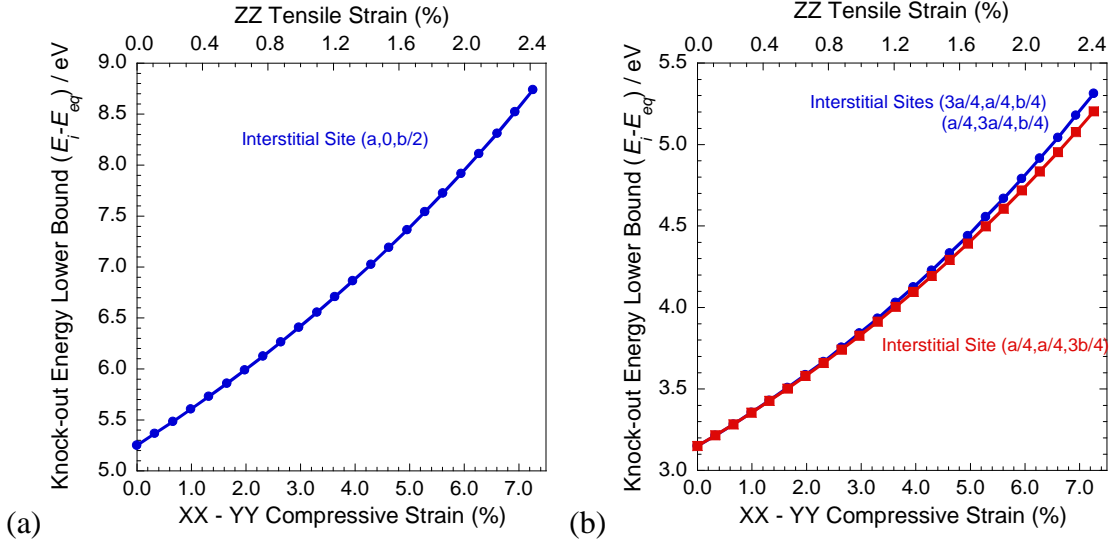 ZZ Tensile Strain (%)
0.0 0.4 0.8 1.2 1.6 2.0 2.4
Knock-out Energy Lower Bound (Ei-Eeq) / eV
9.0
8.5
8.0
7.5
7.0
6.5
6.0
5.5
5.0
Interstitial Site (a,0,b/2)
0.0 1.0 2.0 3.0 4.0 5.0 6.0 7.0
XX - YY Compressive Strain (%)
(a)
ZZ Tensile Strain (%)
0.0 0.4 0.8 1.2 1.6 2.0 2.4
Knock-out Energy Lower Bound (Ei-Eeq) / eV
5.5
5.0
4.5
4.0
3.5
3.0
Interstitial Sites (3a/4,a/4,b/4)
(a/4,3a/4,b/4)
Interstitial Site (a/4,a/4,3b/4)
0.0 1.0 2.0 3.0 4.0 5.0 6.0 7.0
XX - YY Compressive Strain (%)
(b)